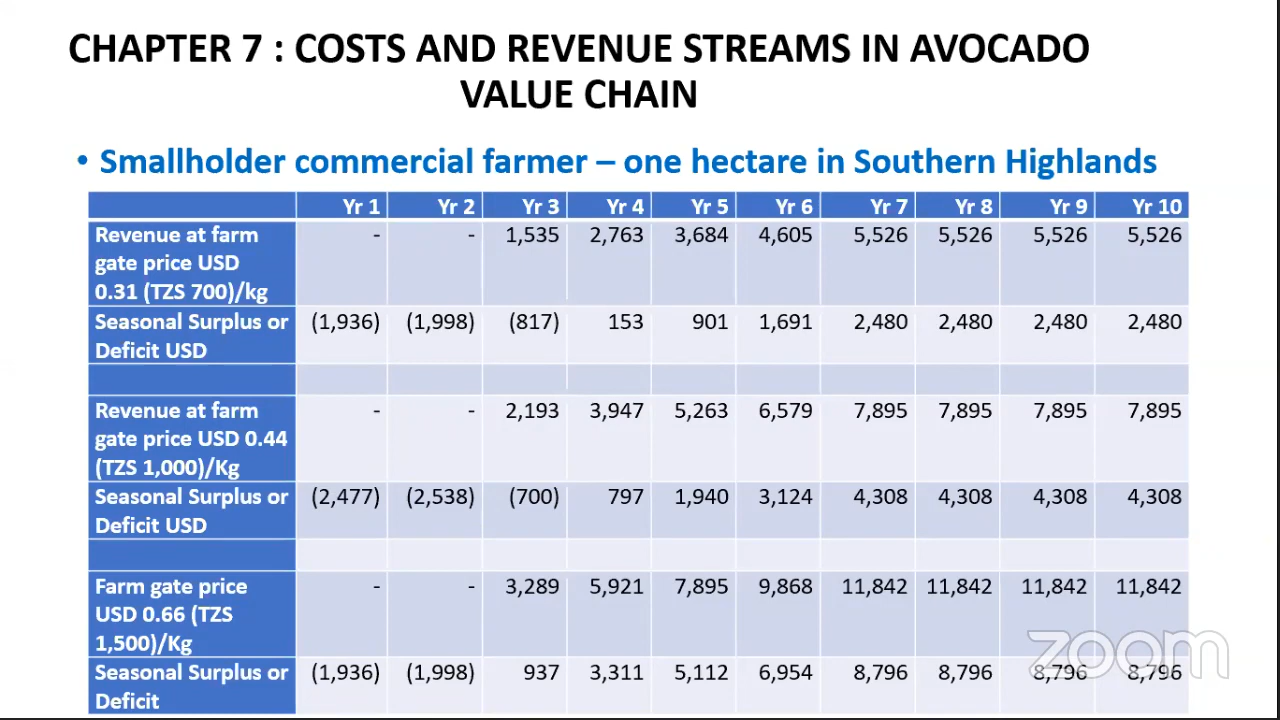 CHAPTER 7 : COSTS AND REVENUE STREAMS IN AVOCADO
VALUE CHAIN
• Smallholder commercial farmer – one hectare in Southern Highlands
Yr 1 Yr 2 Yr 3 Yr 4 Yr 5 Yr 6 Yr 7 Yr 8 Yr 9 Yr 10
Revenue at farm - - 1,535 2,763 3,684 4,605 5,526 5,526 5,526 5,526
gate price USD
0.31 (TZS 700)/kg
Seasonal Surplus or (1,936) (1,998) (817) 153 901 1,691 2,480 2,480 2,480 2,480
Deficit USD
Revenue at farm - - 2,193 3,947 5,263 6,579 7,895 7,895 7,895 7,895
gate price USD 0.44
(TZS 1,000)/Kg
Seasonal Surplus or (2,477) (2,538) (700) 797 1,940 3,124 4,308 4,308 4,308 4,308
Deficit USD
Farm gate price - - 3,289 5,921 7,895 9,868 11,842 11,842 11,842 11,842
USD 0.66 (TZS
1,500)/Kg
zoom
Seasonal Surplus or (1,936) (1,998) 937 3,311 5,112 6,954 8,796 8,796 8,796 8,796
Deficit